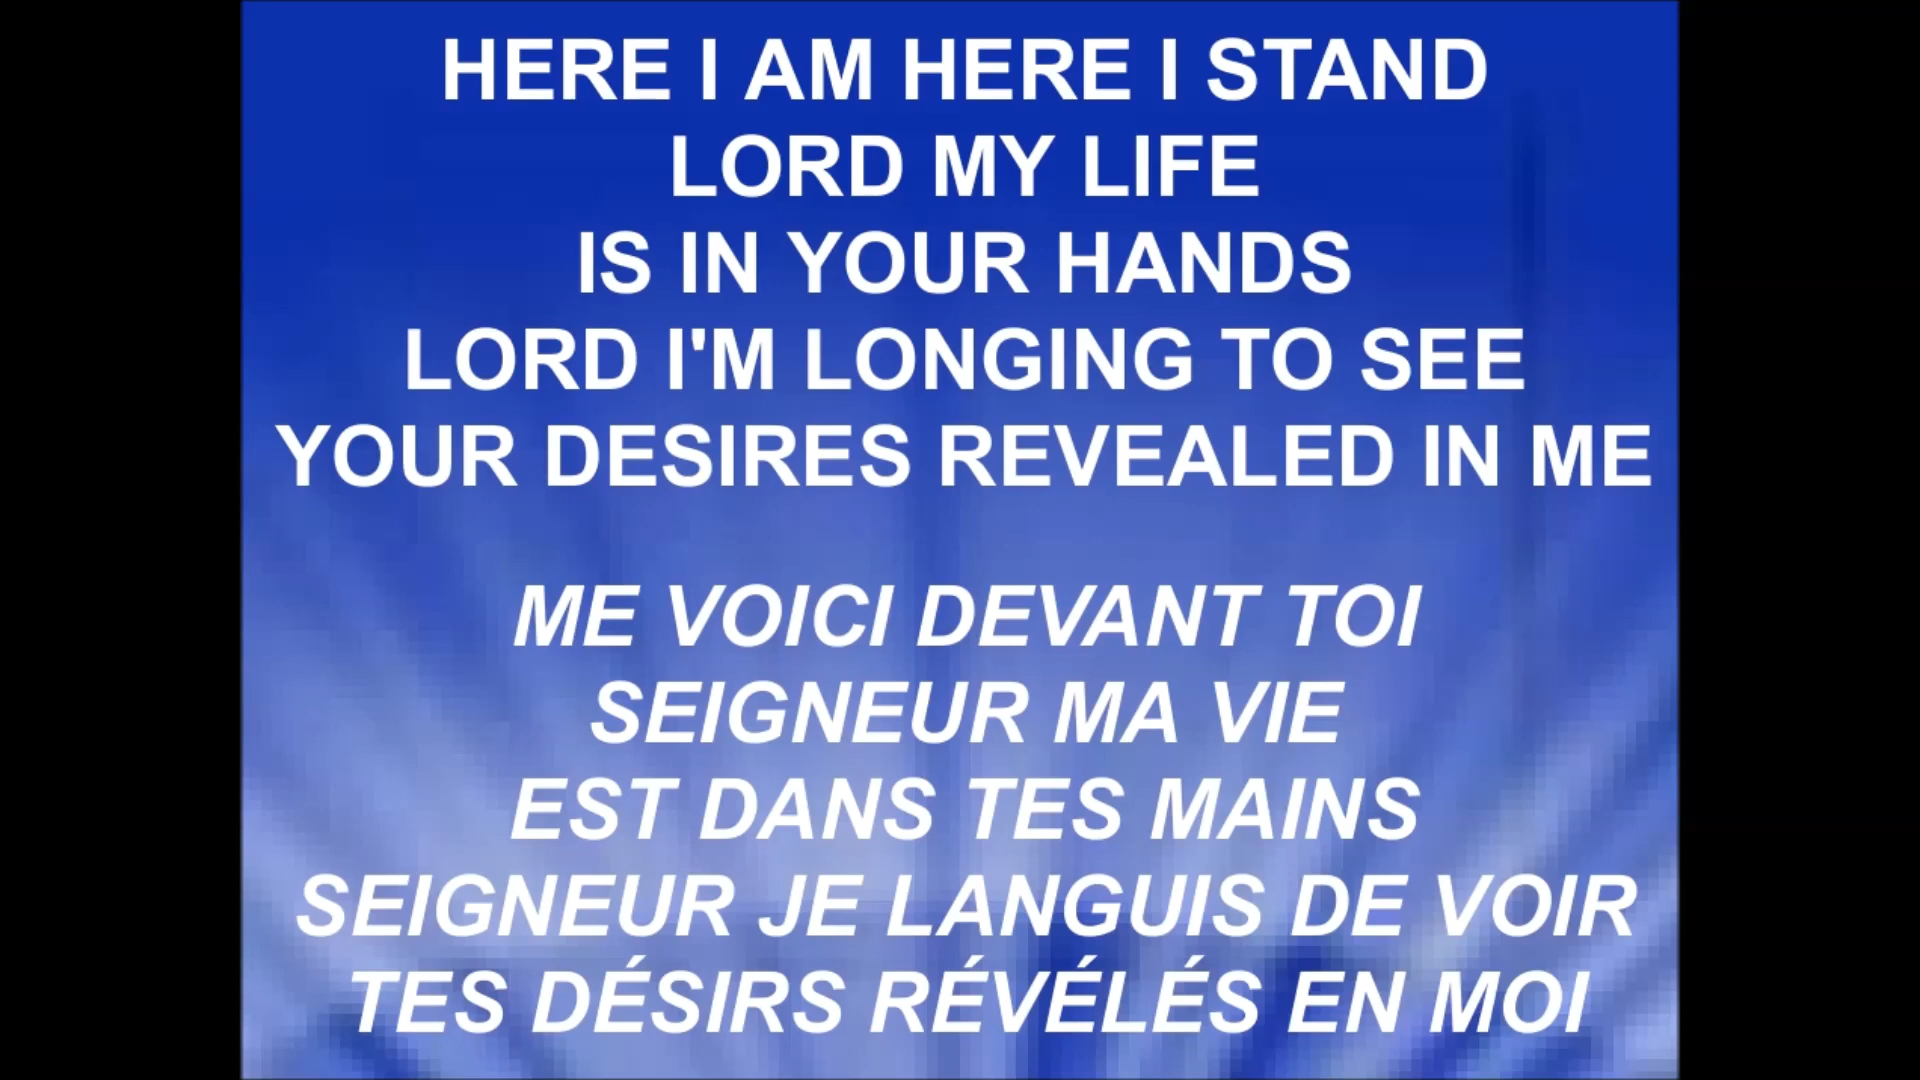 HERE I AM HERE I STAND
LORD MY LIFE
IS IN YOUR HANDS
LORD I'M LONGING TO SEE
YOUR DESIRES REVEALED IN ME
ME VOICI DEVANT TOI
SEIGNEUR MA VIE
EST DANS TES MAINS
SEIGNEUR JE LANGUIS DE VOIR
TES DÉSIRS RÉVÉLÉS EN MOI